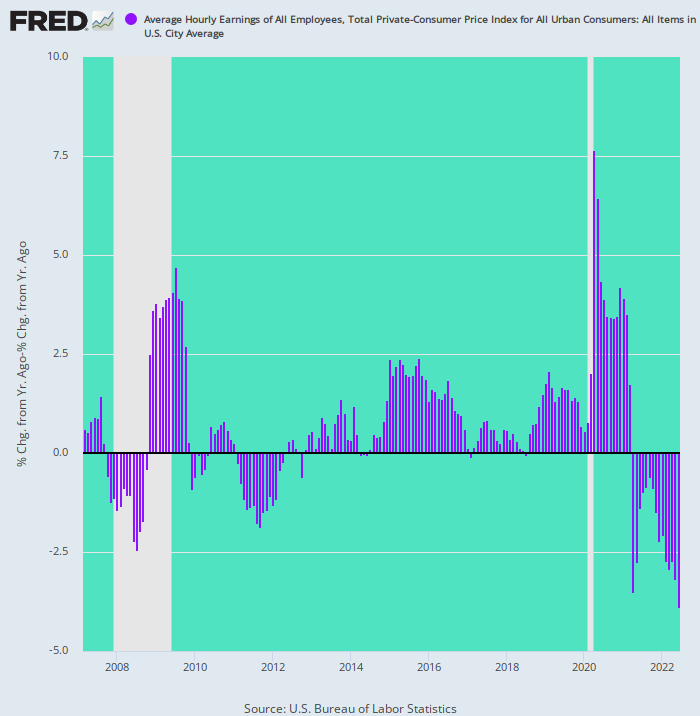 FRED
Average Hourly Earnings of All Employees, Total Private-Consumer Price Index for All Urban Consumers: All Items in
U.S. City Average
10.0
7.5
5.0
2.5
0.0
-2.5
-5.0
% Chg. from Yr. Ago-% Chg. from Yr. Ago
2008 2010 2012 2014 2016 2018 2020 2022
Source: U.S. Bureau of Labor Statistics